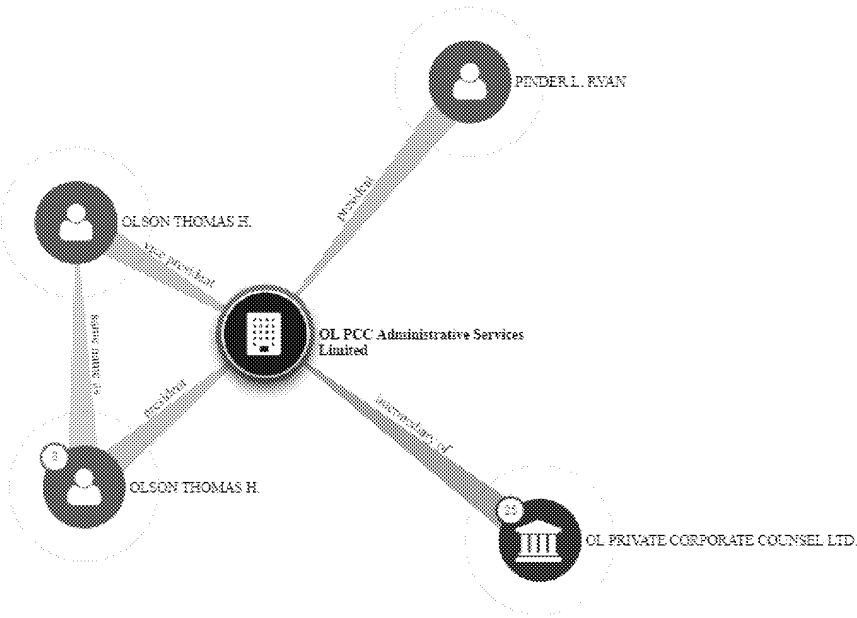 PINDER L. RYAN
president
OLSON THOMAS H.
vice president
OL PCC Administrative Services
Limited
same name as
president
intermediary of
OLSON THOMAS H.
25
OL PRIVATE CORPORATE COUNSEL LTD.